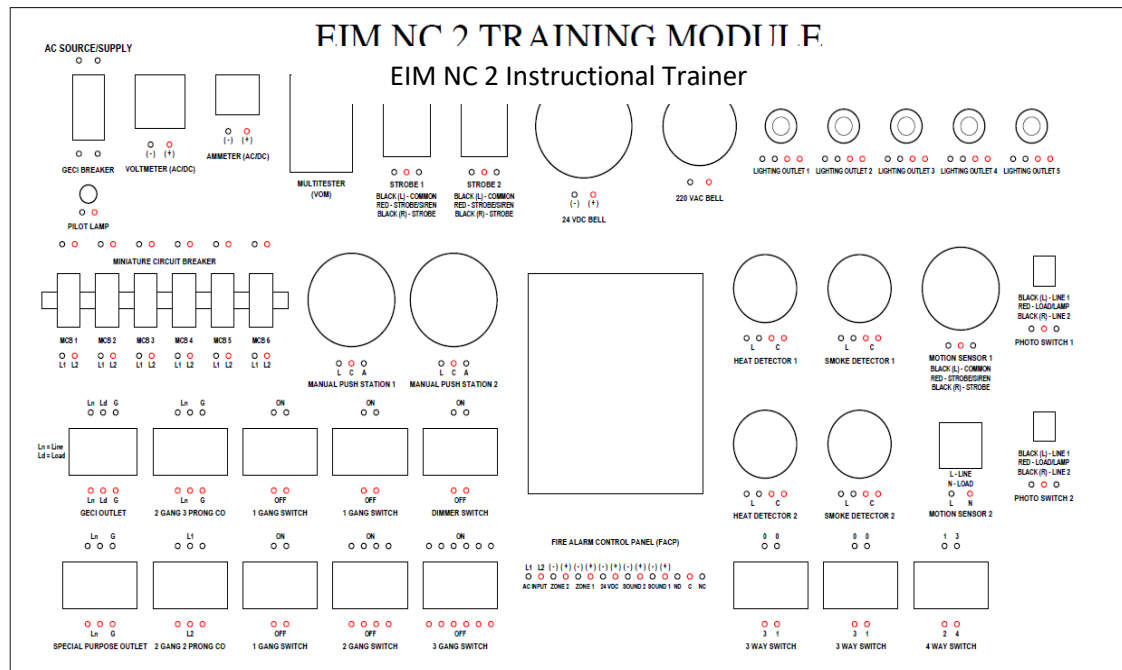 EIM NC 2 TRAINING MODULE
EIM NC 2 Instructional Trainer
AC SOURCE/SUPPLY
(-) (+)
(-) (+)
GECI BREAKER
VOLTMETER (AC/DC)
AMMETER (AC/DC)
MULTITESTER
(VOM)
STROBE 1
BLACK (L) - COMMON
RED - STROBE/SIREN
BLACK (R) - STROBE
STROBE 2
BLACK (L) - COMMON
RED - STROBE/SIREN
BLACK (R) - STROBE
(-) (+)
24 VDC BELL
220 VAC BELL
LIGHTING OUTLET 1
LIGHTING OUTLET 2
LIGHTING OUTLET 3
LIGHTING OUTLET 4
LIGHTING OUTLET 5
PILOT LAMP
MINIATURE CIRCUIT BREAKER
MCB 1
MCB 2
MCB 3
MCB 4
MCB 5
MCB 6
L1 L2
L1 L2
L1 L2
L1 L2
L1 L2
L1 L2
L C A
MANUAL PUSH STATION 1
L C A
MANUAL PUSH STATION 2
L C
HEAT DETECTOR 1
L C
SMOKE DETECTOR 1
MOTION SENSOR 1
BLACK (L) - COMMON
RED - STROBE/SIREN
BLACK (R) - STROBE
BLACK (L) - LINE 1
RED - LOAD/LAMP
BLACK (R) - LINE 2
PHOTO SWITCH 1
Ln = Line
Ld = Load
Ln Ld G
Ln Ld G
GECI OUTLET
Ln G
Ln G
2 GANG 3 PRONG CO
ON
OFF
1 GANG SWITCH
ON
OFF
1 GANG SWITCH
ON
OFF
DIMMER SWITCH
L C
HEAT DETECTOR 2
L C
SMOKE DETECTOR 2
L - LINE
N - LOAD
L N
MOTION SENSOR 2
BLACK (L) - LINE 1
RED - LOAD/LAMP
BLACK (R) - LINE 2
PHOTO SWITCH 2
Ln G
Ln G
SPECIAL PURPOSE OUTLET
L1
L2
2 GANG 2 PRONG CO
ON
OFF
1 GANG SWITCH
ON
OFF
2 GANG SWITCH
ON
OFF
3 GANG SWITCH
FIRE ALARM CONTROL PANEL (FACP)
L1 L2 (-) (+) (-) (+) (-) (+) (-) (+) (-) (+)
AC INPUT ZONE 2 ZONE 1 24 VDC SOUND 2 SOUND 1 ND C NC
0 0
3 1
3 WAY SWITCH
0 0
3 1
3 WAY SWITCH
1 3
2 4
4 WAY SWITCH